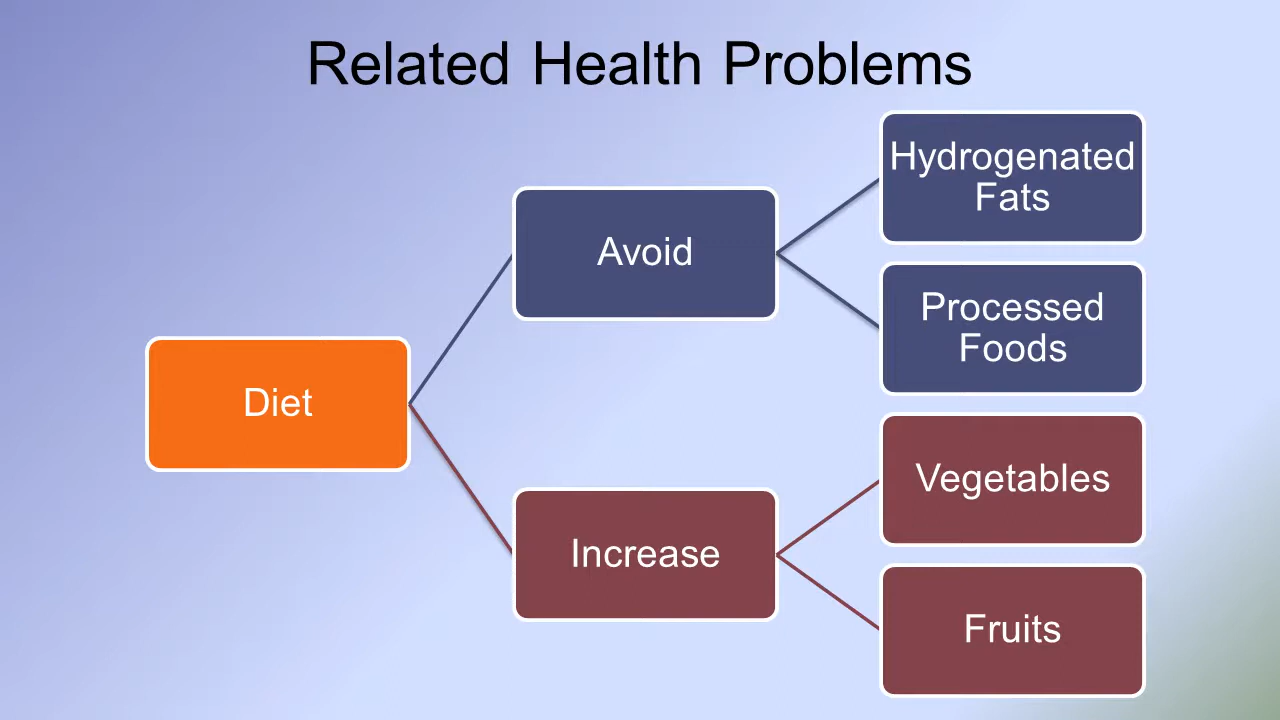 Related Health Problems
Diet
Avoid
Hydrogenated
Fats
Processed
Foods
Increase
Vegetables
Fruits